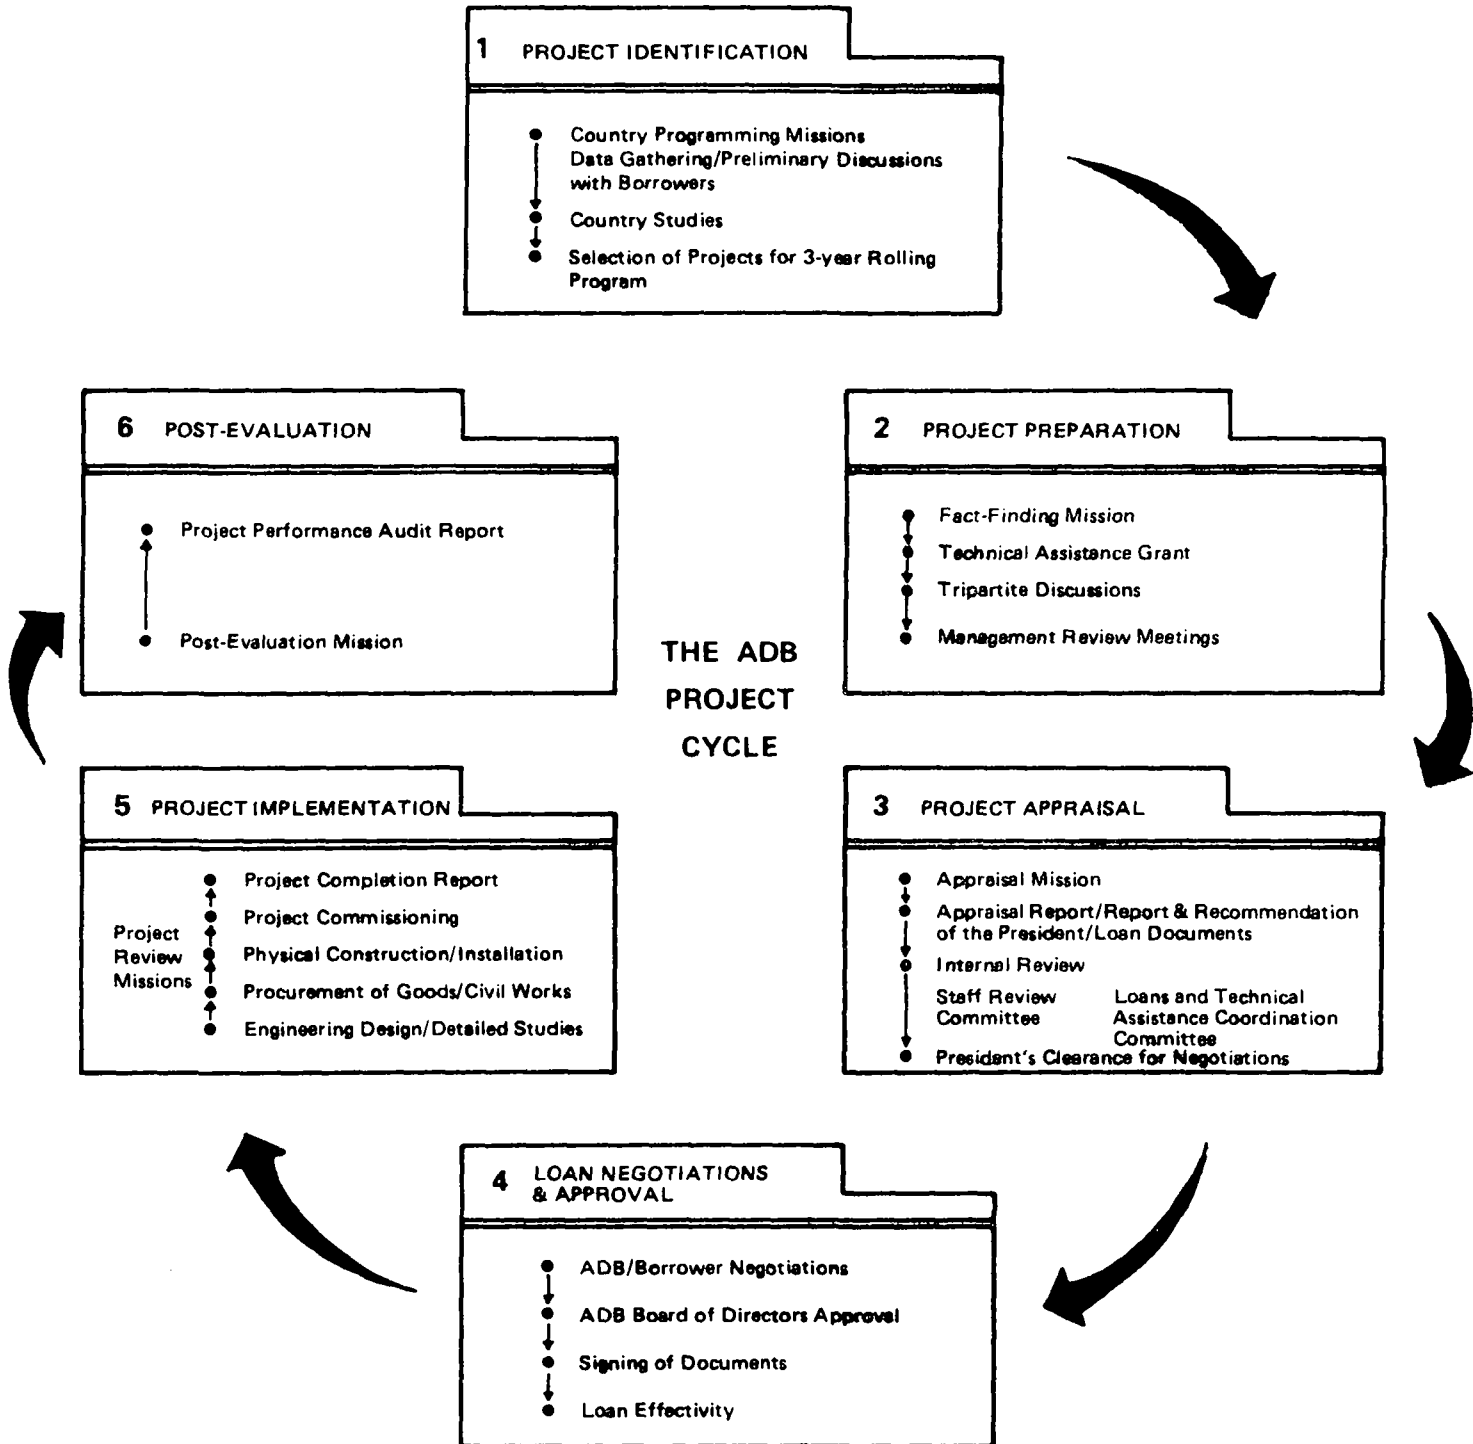 1 PROJECT IDENTIFICATION
Country Programming Missions
Data Gathering/Preliminary Discussions
with Borrowers
Country Studies
Selection of Projects for 3-year Rolling
Program
2 PROJECT PREPARATION
Fact-Finding Mission
Technical Assistance Grant
Tripartite Discussions
Management Review Meetings
3 PROJECT APPRAISAL
Appraisal Mission
Appraisal Report/Report & Recommendation
of the President/Loan Documents
Internal Review
Staff Review
Committee
Loans and Technical
Assistance Coordination
Committee
President's Clearance for Negotiations
4 LOAN NEGOTIATIONS
& APPROVAL
ADB/Borrower Negotiations
ADB Board of Directors Approval
Signing of Documents
Loan Effectivity
5 PROJECT IMPLEMENTATION
Project
Review
Missions
Project Completion Report
Project Commissioning
Physical Construction/Installation
Procurement of Goods/Civil Works
Engineering Design/Detailed Studies
6 POST-EVALUATION
Project Performance Audit Report
Post-Evaluation Mission
THE ADB
PROJECT
CYCLE